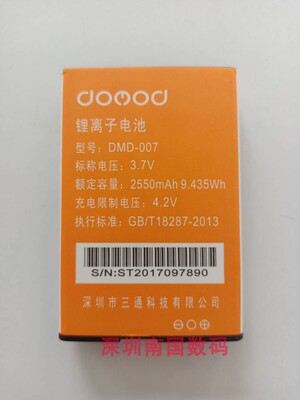 domod
锂离子电池
型号: DMD-007
标称电压: 3.7V
额定容量: 2550mAh 9.435Wh
充电限制电压: 4.2V
执行标准: GB/T18287-2013
S/N:ST2017097890
深圳市三通科技有限公司
深圳南国数码